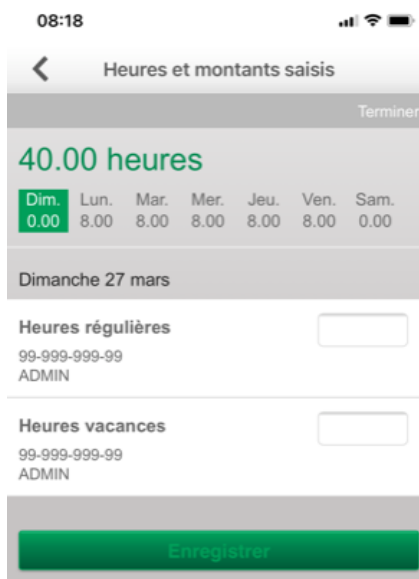 08:18
Heures et montants saisis
Terminer
40.00 heures
Dim. Lun. Mar. Mer. Jeu. Ven. Sam.
0.00 8.00 8.00 8.00 8.00 8.00 0.00
Dimanche 27 mars
Heures régulières
99-999-999-99
ADMIN
Heures vacances
99-999-999-99
ADMIN
Enregistrer